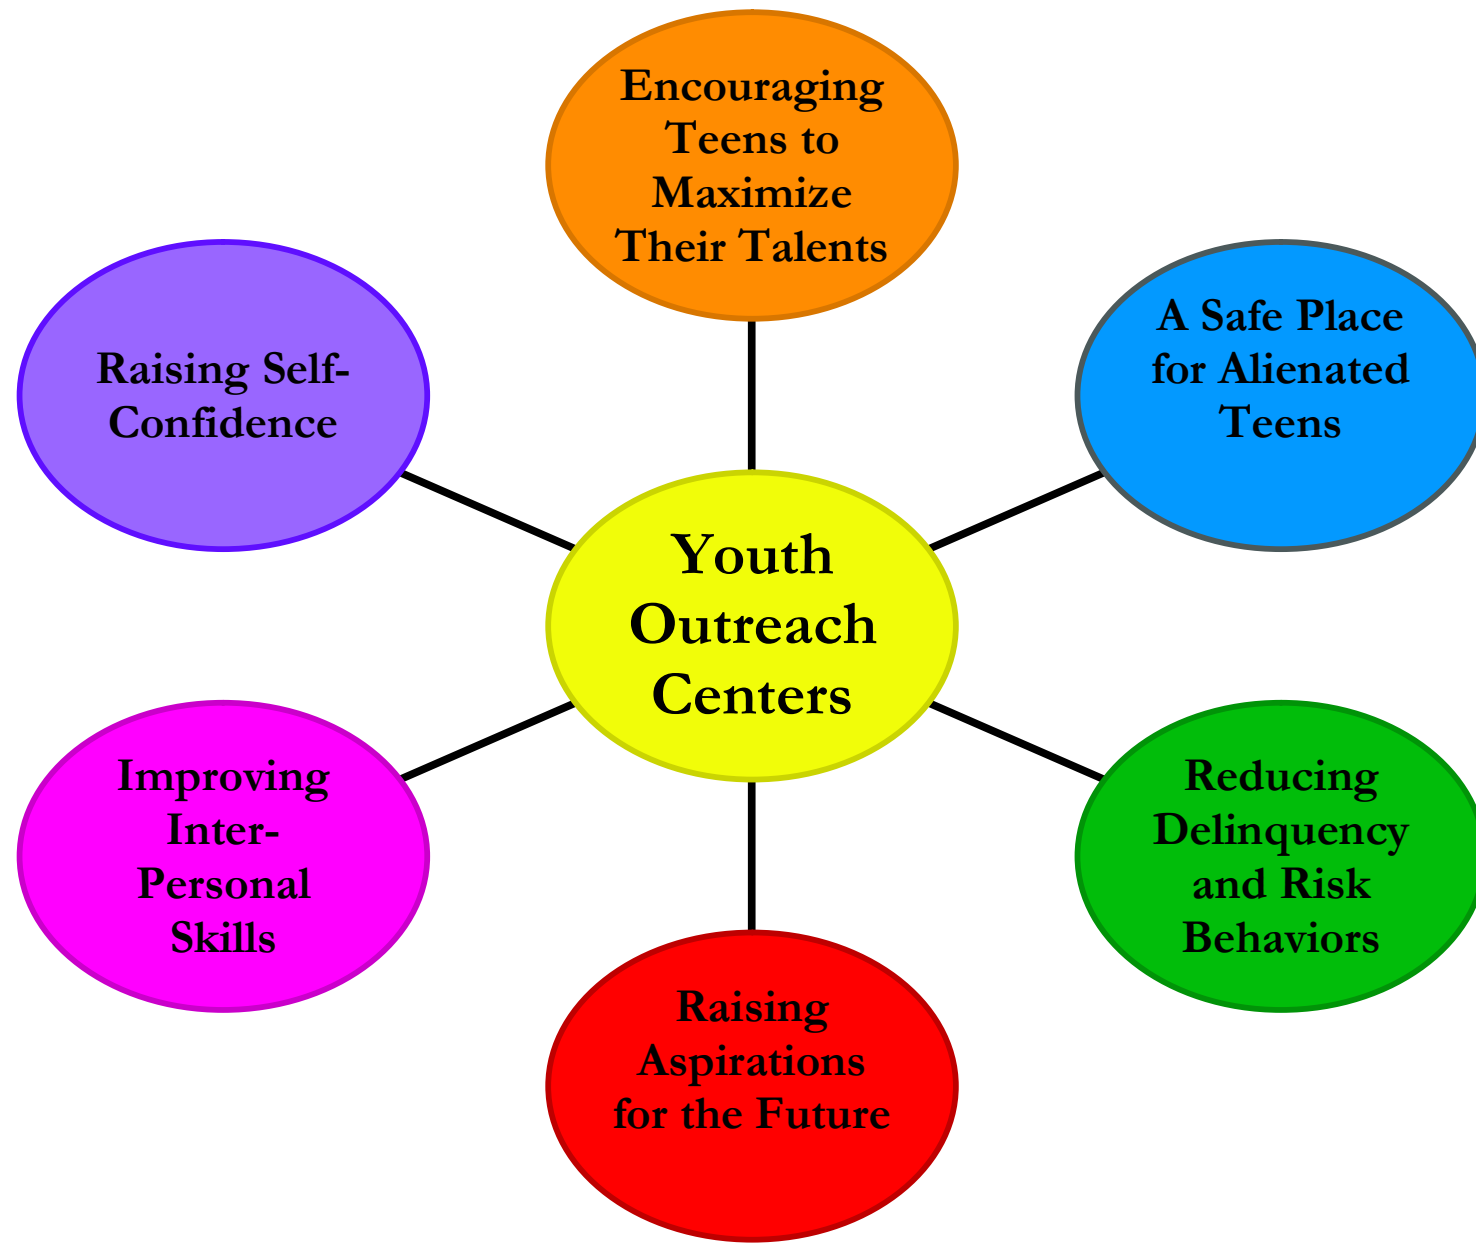 Encouraging
Teens to
Maximize
Their Talents
A Safe Place
for Alienated
Teens
Raising Self-
Confidence
Youth
Outreach
Centers
Improving
Inter-
Personal
Skills
Reducing
Delinquency
and Risk
Behaviors
Raising
Aspirations
for the Future